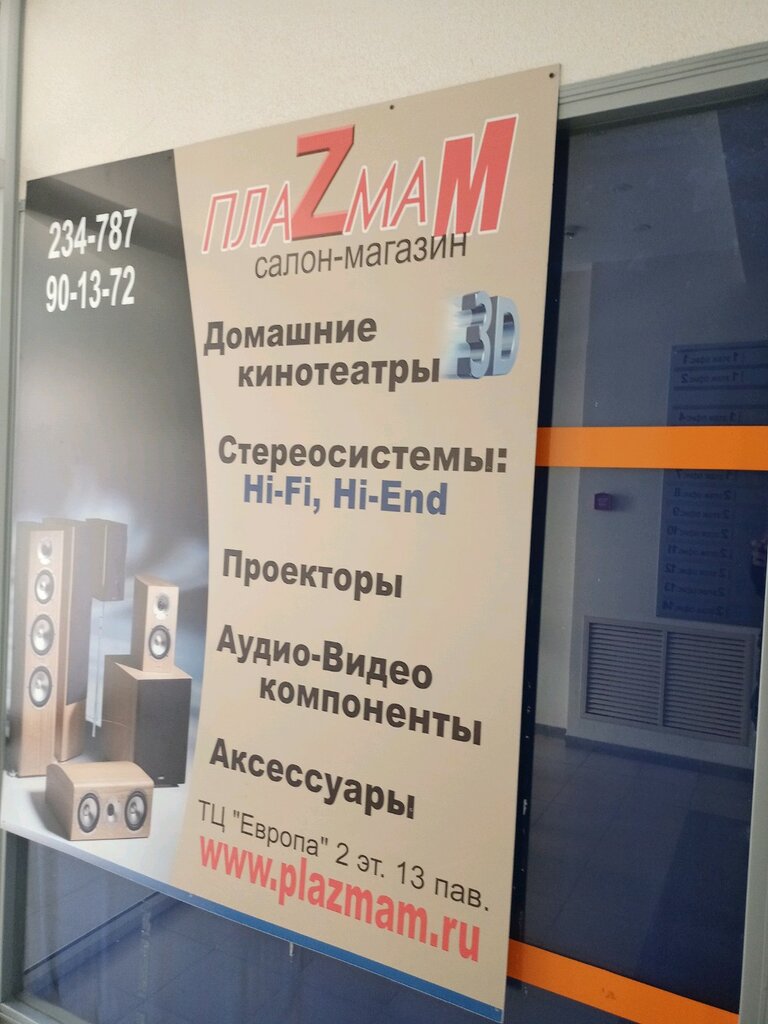 234-787
90-13-72
ПЛАZМАМ
салон-магазин
Домашние
кинотеатры
3D
Стереосистемы:
Hi-Fi, Hi-End
Проекторы
Аудио-Видео
компоненты
Аксессуары
ТЦ "Европа" 2 эт. 13 пав.
www.plazmam.ru